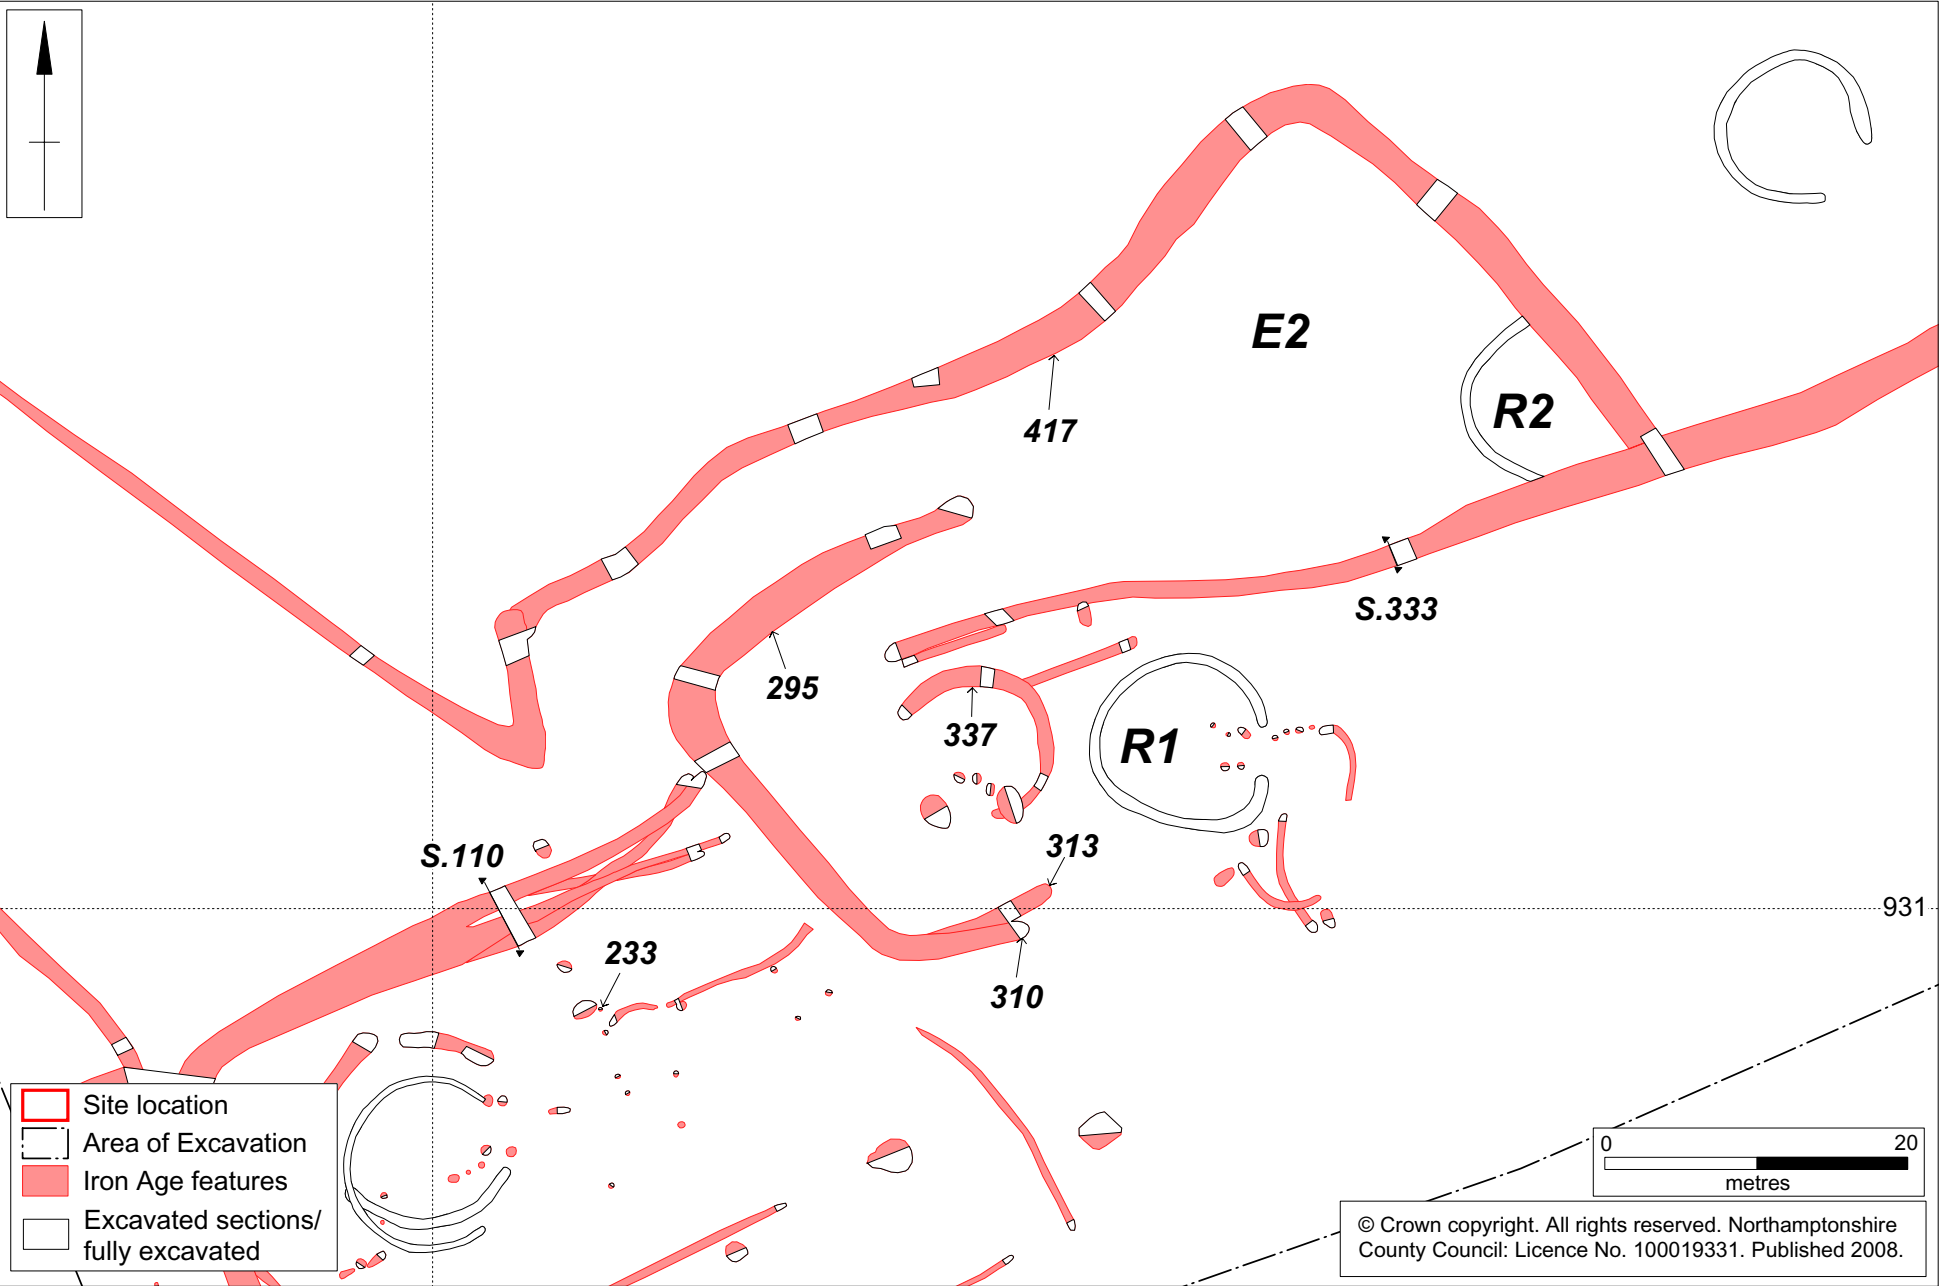 E2
R2
417
S.333
295
337
R1
313
S.110
931
233
310
Site location
Area of Excavation
Iron Age features
Excavated sections/
fully excavated
0 20
metres
© Crown copyright. All rights reserved. Northamptonshire
County Council: Licence No. 100019331. Published 2008.